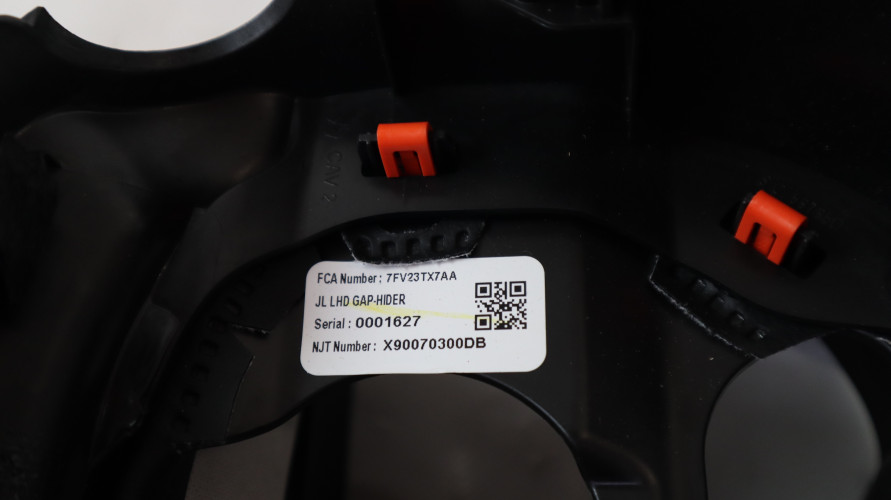 FCA Number: 7FV23TX7AA
JL LHD GAP-HIDER
Serial : 0001627
NJT Number : X90070300DB